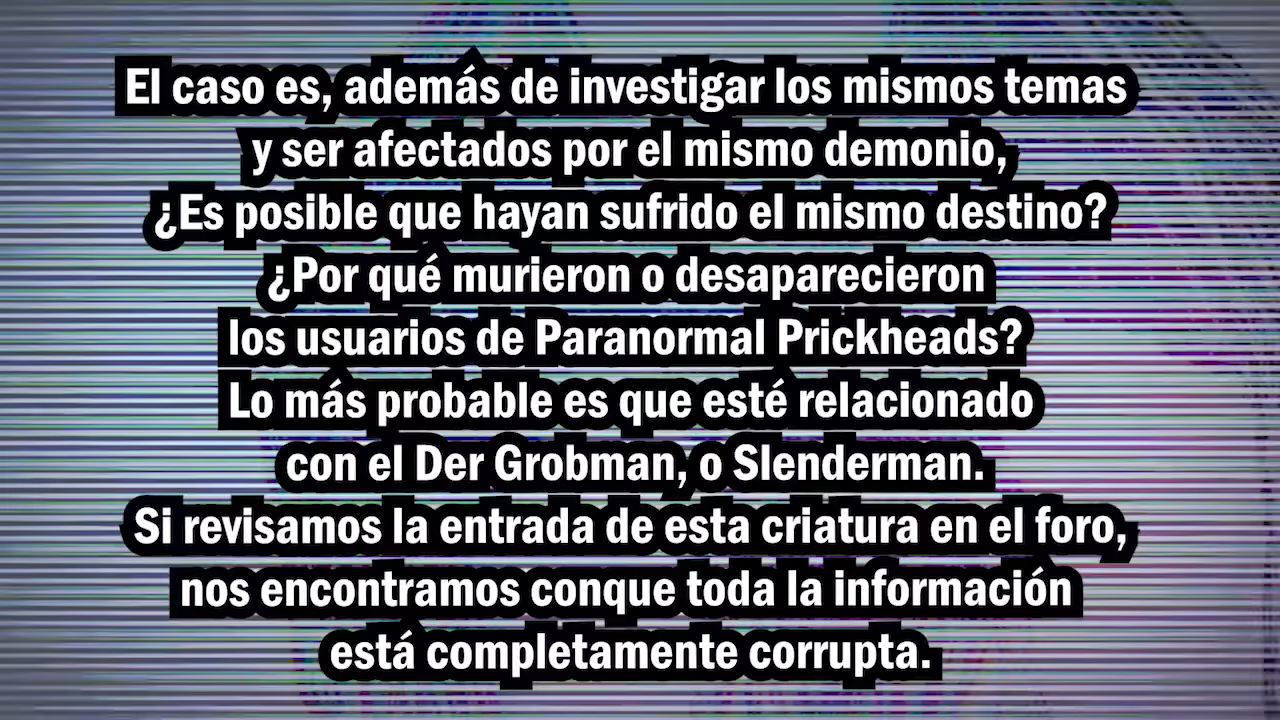 El caso es, además de investigar los mismos temas
y ser afectados por el mismo demonio,
¿Es posible que hayan sufrido el mismo destino?
¿Por qué murieron o desaparecieron
los usuarios de Paranormal Prickheads?
Lo más probable es que esté relacionado
con el Der Grobman, o Slenderman.
Si revisamos la entrada de esta criatura en el foro,
nos encontramos conque toda la información
está completamente corrupta.